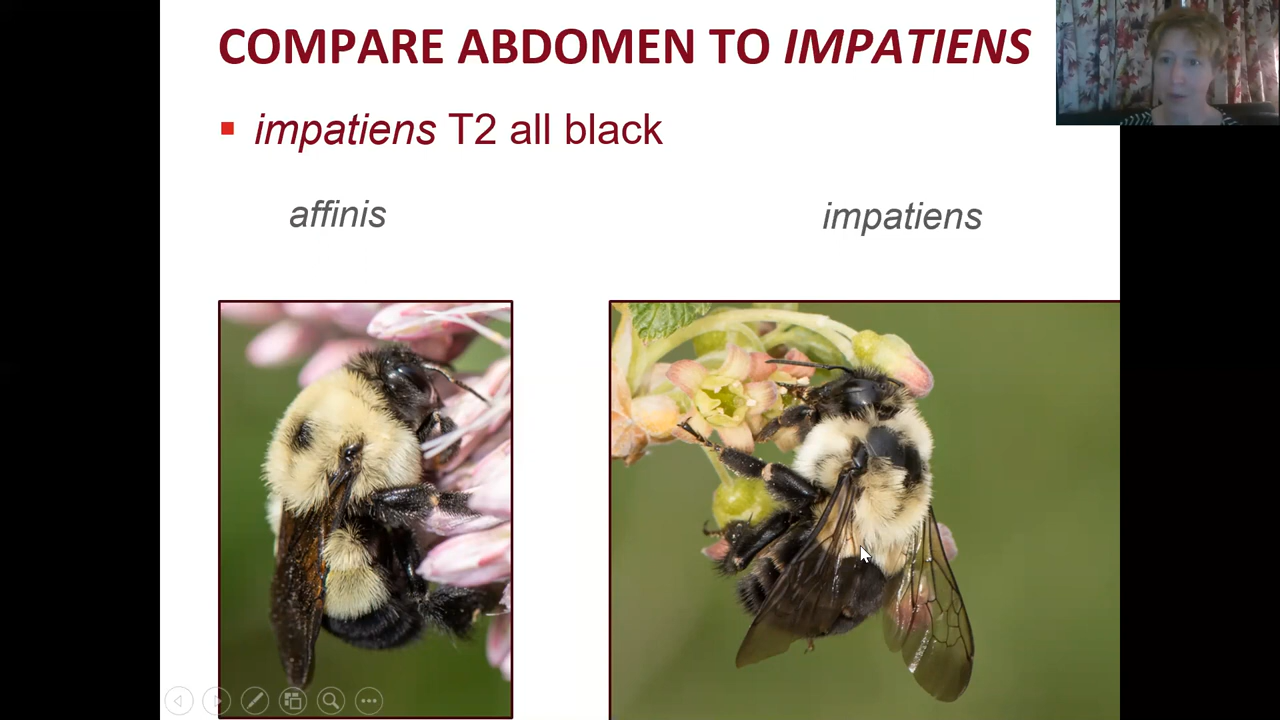 COMPARE ABDOMEN TO IMPATIENS
impatiens T2 all black
affinis
impatiens